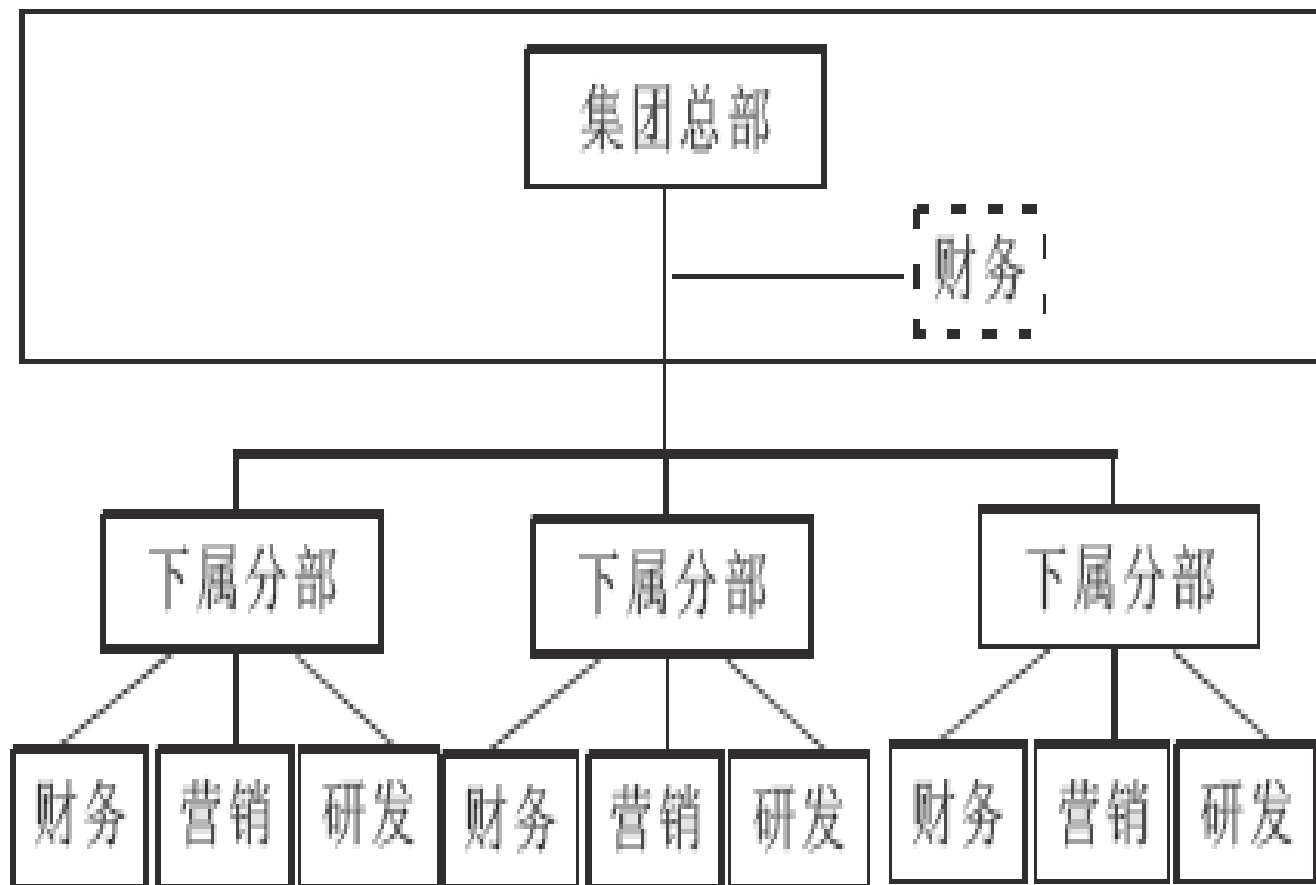 集团总部
财务
下属分部 下属分部 下属分部
财务 营销 研发 财务 营销 研发 财务 营销 研发